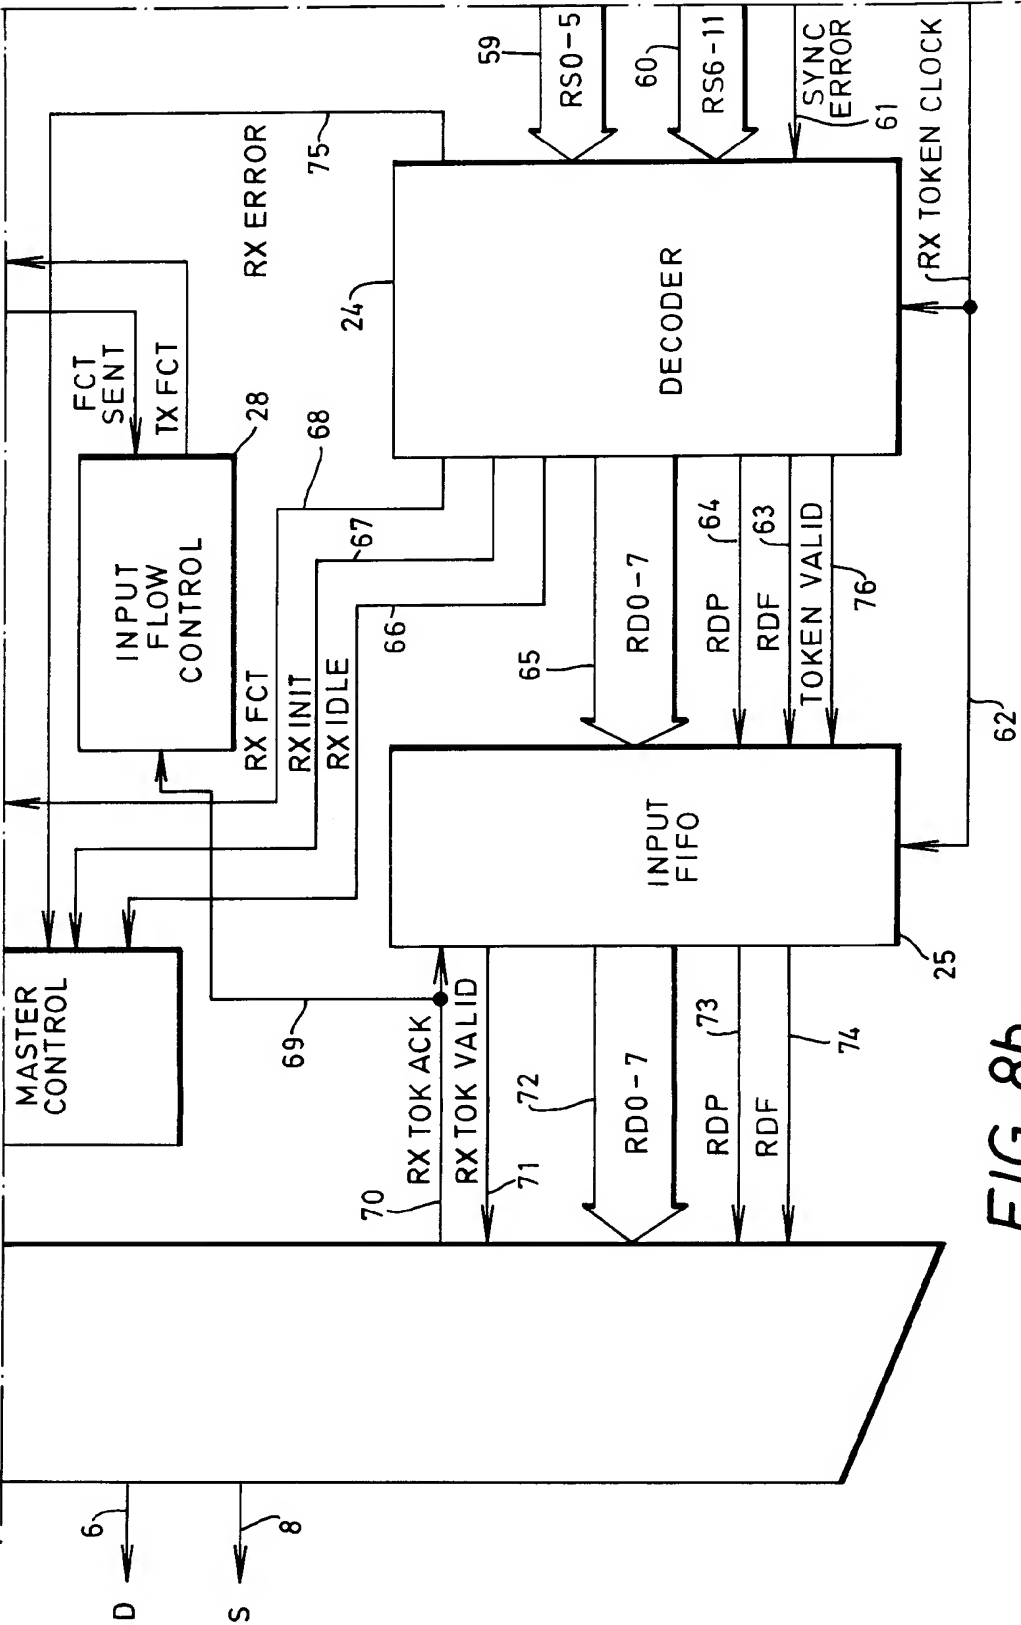 D
6
S
8
MASTER
CONTROL
69
70
RX TOK ACK
RX TOK VALID
71
72
RD0-7
RDP
73
RDF
74
INPUT
FIFO
25
INPUT
FLOW
CONTROL
28
FCT
SENT
TX FCT
RX FCT
RX INIT
RX IDLE
68
67
66
65
RD0-7
RDP
64
RDF
63
TOKEN VALID
76
62
RX ERROR
75
24
DECODER
59
RS0-5
60
RS6-11
SYNC
ERROR
61
RX TOKEN CLOCK
FIG. 8b